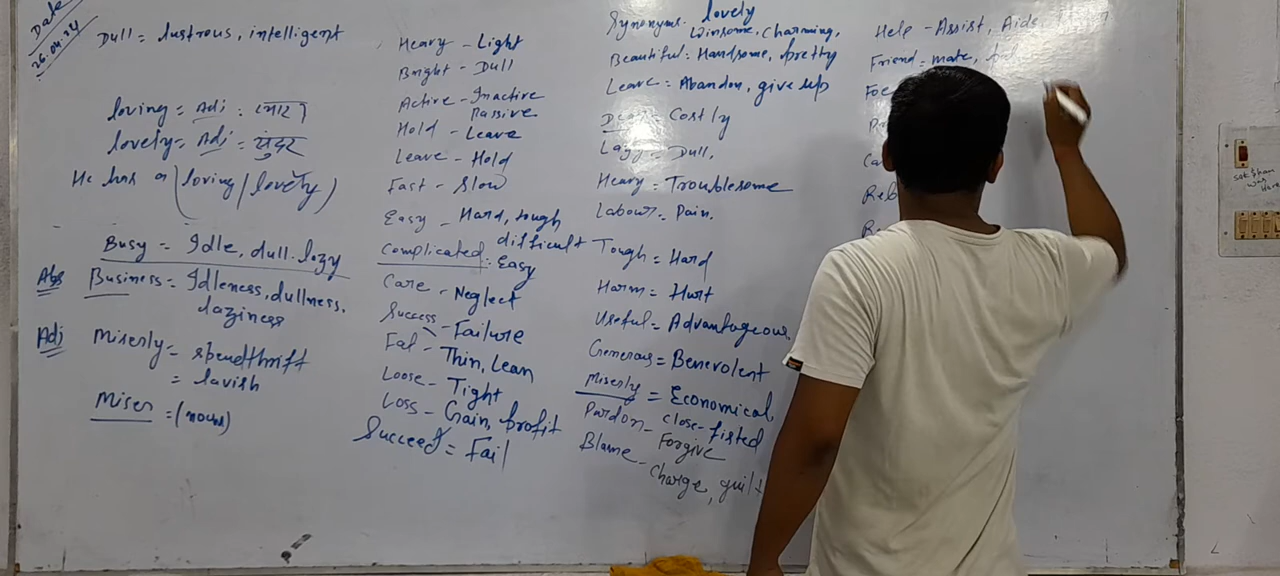 Date
26.04.24
Dull = lustrous, intelligent
loving = Adj : प्यारा
lovely = Adj = सुंदर
He has a (loving / lovely)
Busy = Idle, dull, lazy
Abs Business = Idleness, dullness,
laziness
Adj Miserly = spendthrift
= lavish
Miser = (noun)
Heavy - Light
Bright - Dull
Active - Inactive
Passive
Hold - Leave
Leave - Hold
Fast - Slow
Easy - Hard, tough
difficult
Complicated : Easy
Care - Neglect
Success - Failure
Fat - Thin, Lean
Loose - Tight
Loss - Gain, profit
Succeed = Fail
Synonyms. lovely
Winsome, charming,
Beautiful : Handsome, pretty
Leave : Abandon, give up
= Costly
Lazy = Dull,
Heavy = Troublesome
Labour = Pain.
Tough = Hard
Harm = Hurt
Useful = Advantageous
Generous = Benevolent
Miserly = Economical
close-fisted
Pardon - Forgive
Blame - Charge, guilt
Help - Assist, Aide
Friend = mate,